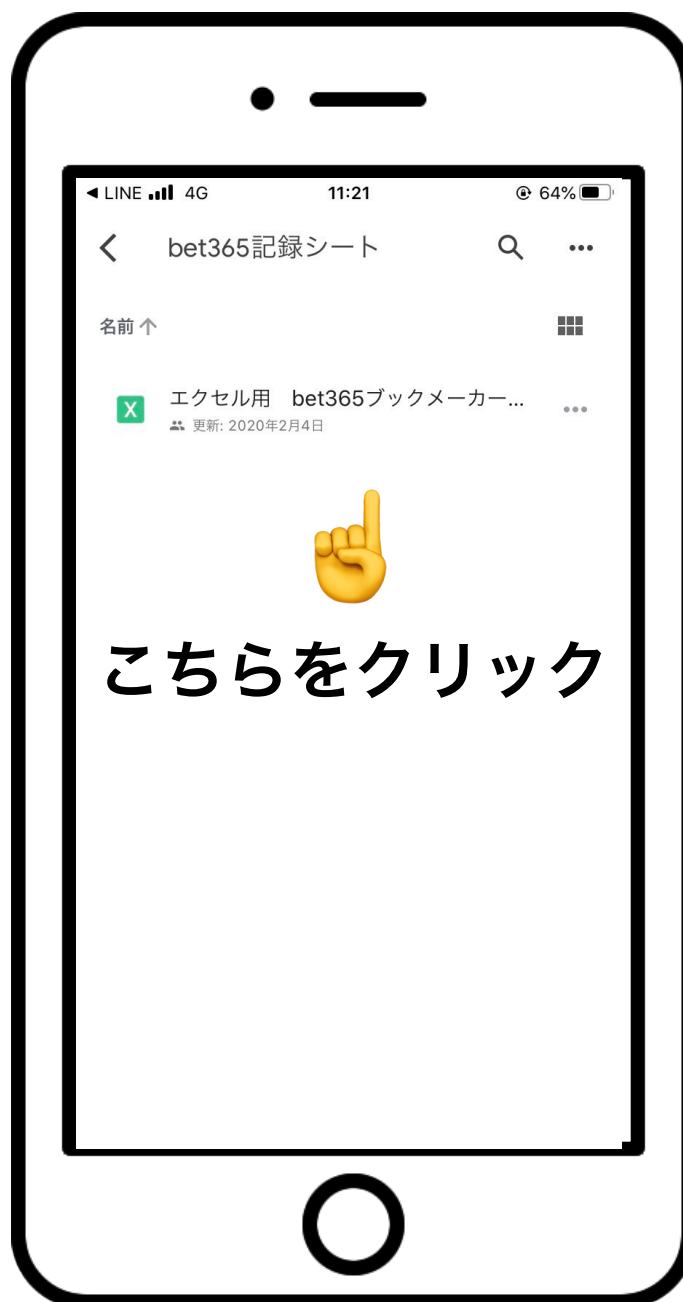 LINE 4G 11:21 64%
bet365記録シート
名前
X エクセル用 bet365ブックメーカー...
更新: 2020年2月4日
こちらをクリック